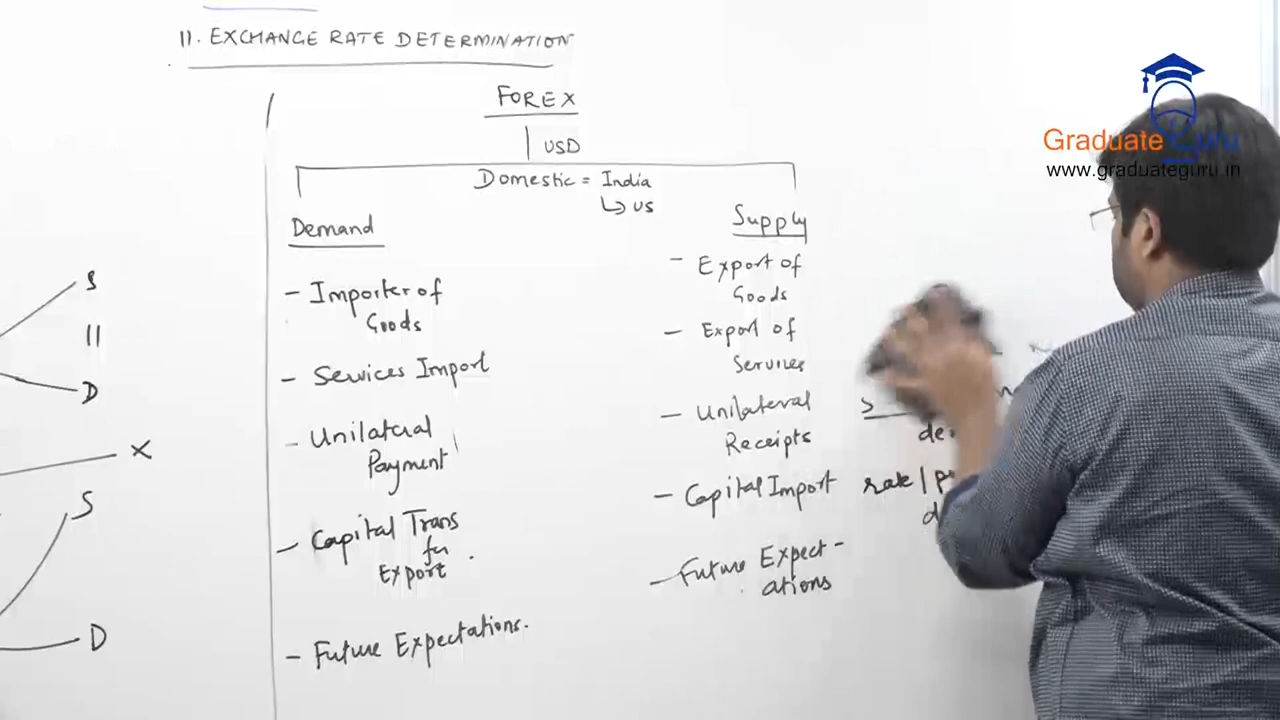 11. EXCHANGE RATE DETERMINATION
FOREX
USD
Domestic = India
↳ US
Demand
- Importer of
Goods
- Services Import
- Unilateral
Payment
- Capital Trans
for
Export
- Future Expectations.
Supply
- Export of
Goods
- Export of
Services
- Unilateral
Receipts
- Capital Import
- Future Expect -
ations
S
11
D
X
S
D
rate /
Graduate Guru
www.graduateguru.in